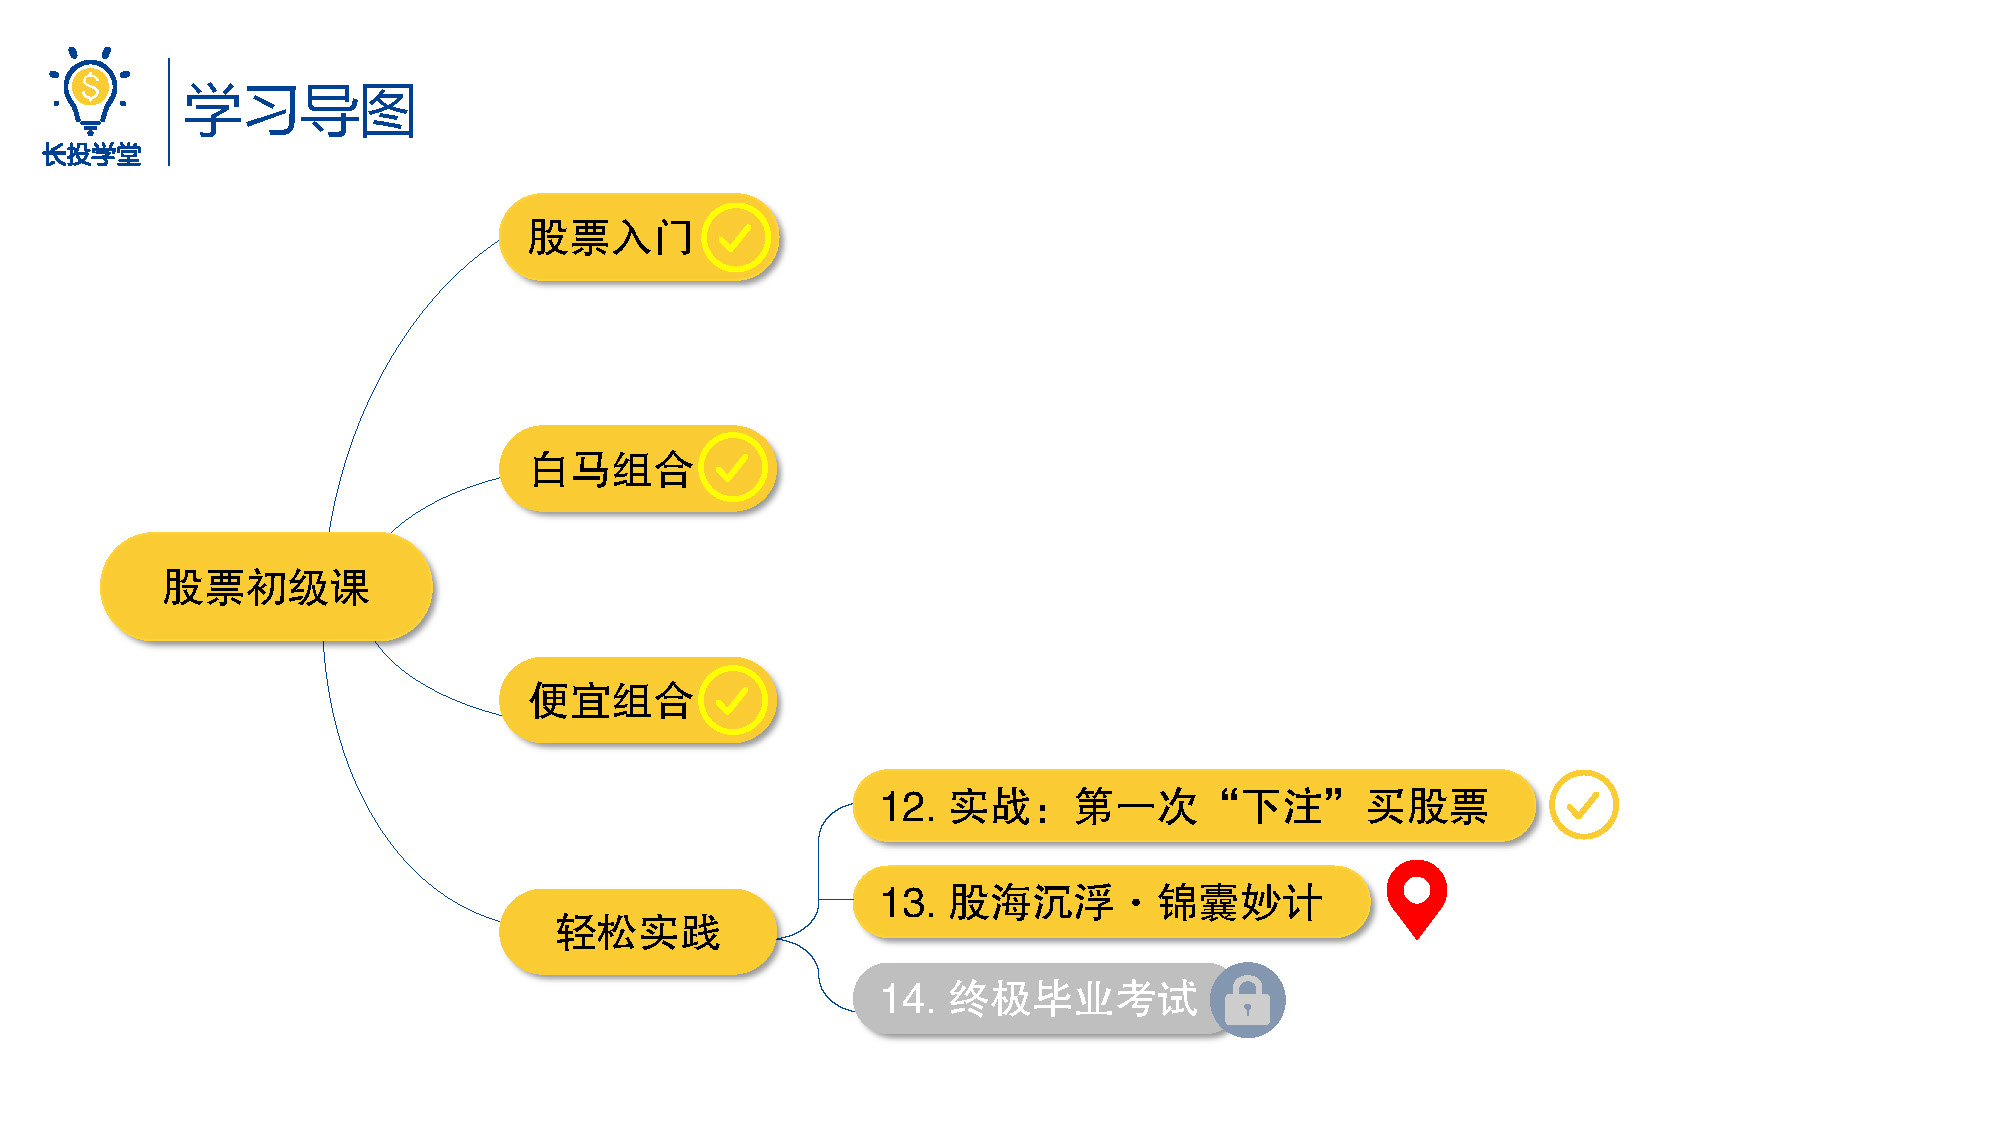 长投学堂
学习导图
股票入门
白马组合
股票初级课
便宜组合
轻松实践
12. 实战：第一次“下注”买股票
13. 股海沉浮·锦囊妙计
14. 终极毕业考试